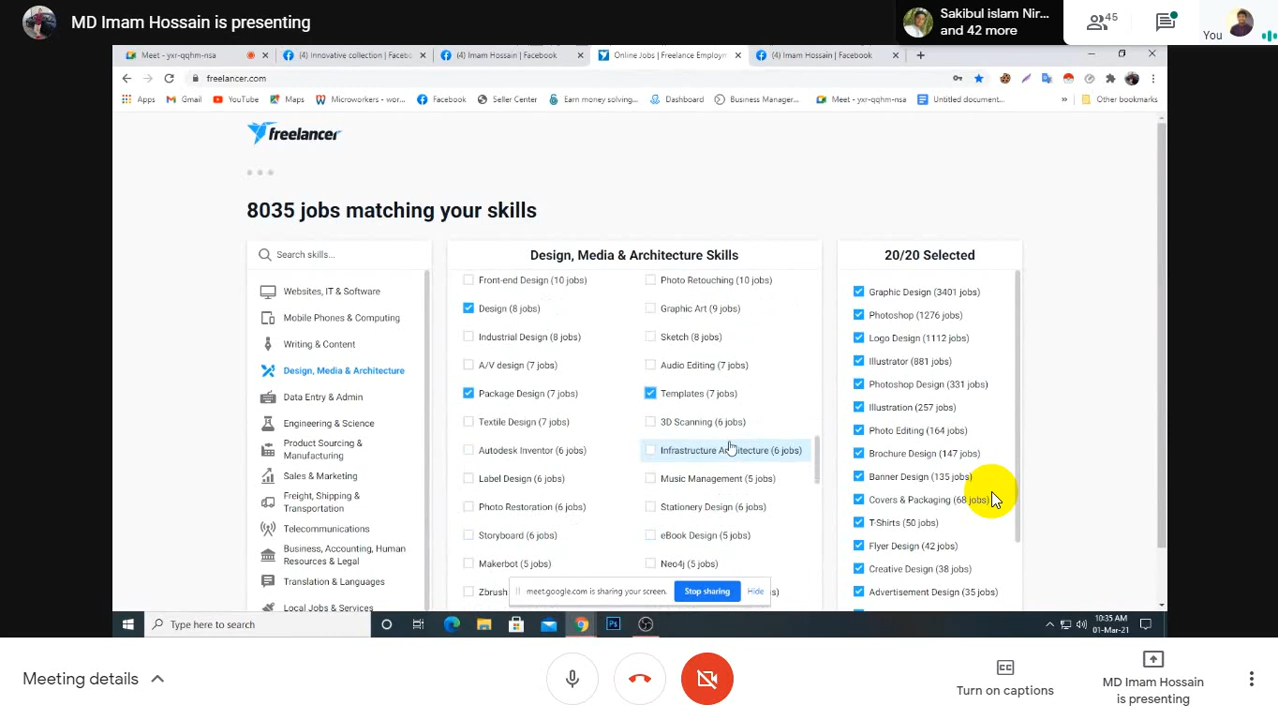 MD Imam Hossain is presenting
Sakibul islam Nir...
and 42 more
45
You
Meet - yxr-qqhm-nsa
(4) Innovative collection | Facebo
(4) Imam Hossain | Facebook
Online Jobs | Freelance Employm
(4) Imam Hossain | Facebook
freelancer.com
Apps
Gmail
YouTube
Maps
Microworkers - wor...
Facebook
Seller Center
Earn money solving...
Dashboard
Business Manager...
Meet - yxr-qqhm-nsa
Untitled document...
»
Other bookmarks
freelancer
8035 jobs matching your skills
Search skills...
Websites, IT & Software
Mobile Phones & Computing
Writing & Content
Design, Media & Architecture
Data Entry & Admin
Engineering & Science
Product Sourcing &
Manufacturing
Sales & Marketing
Freight, Shipping &
Transportation
Telecommunications
Business, Accounting, Human
Resources & Legal
Translation & Languages
Local Jobs & Services
Design, Media & Architecture Skills
Front-end Design (10 jobs)
Photo Retouching (10 jobs)
Design (8 jobs)
Graphic Art (9 jobs)
Industrial Design (8 jobs)
Sketch (8 jobs)
A/V design (7 jobs)
Audio Editing (7 jobs)
Package Design (7 jobs)
Templates (7 jobs)
Textile Design (7 jobs)
3D Scanning (6 jobs)
Autodesk Inventor (6 jobs)
Infrastructure Architecture (6 jobs)
Label Design (6 jobs)
Music Management (5 jobs)
Photo Restoration (6 jobs)
Stationery Design (6 jobs)
Storyboard (6 jobs)
eBook Design (5 jobs)
Makerbot (5 jobs)
Neo4j (5 jobs)
Zbrush
20/20 Selected
Graphic Design (3401 jobs)
Photoshop (1276 jobs)
Logo Design (1112 jobs)
Illustrator (881 jobs)
Photoshop Design (331 jobs)
Illustration (257 jobs)
Photo Editing (164 jobs)
Brochure Design (147 jobs)
Banner Design (135 jobs)
Covers & Packaging (68 jobs)
T-Shirts (50 jobs)
Flyer Design (42 jobs)
Creative Design (38 jobs)
Advertisement Design (35 jobs)
meet.google.com is sharing your screen.
Stop sharing
Hide
Type here to search
Ps
10:35 AM
01-Mar-21
Meeting details
CC
Turn on captions
MD Imam Hossain
is presenting